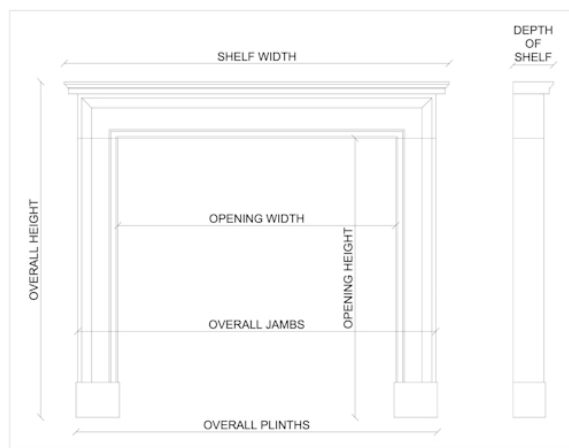 DEPTH
OF
SHELF
SHELF WIDTH
OVERALL HEIGHT
OPENING WIDTH
OPENING HEIGHT
OVERALL JAMBS
OVERALL PLINTHS